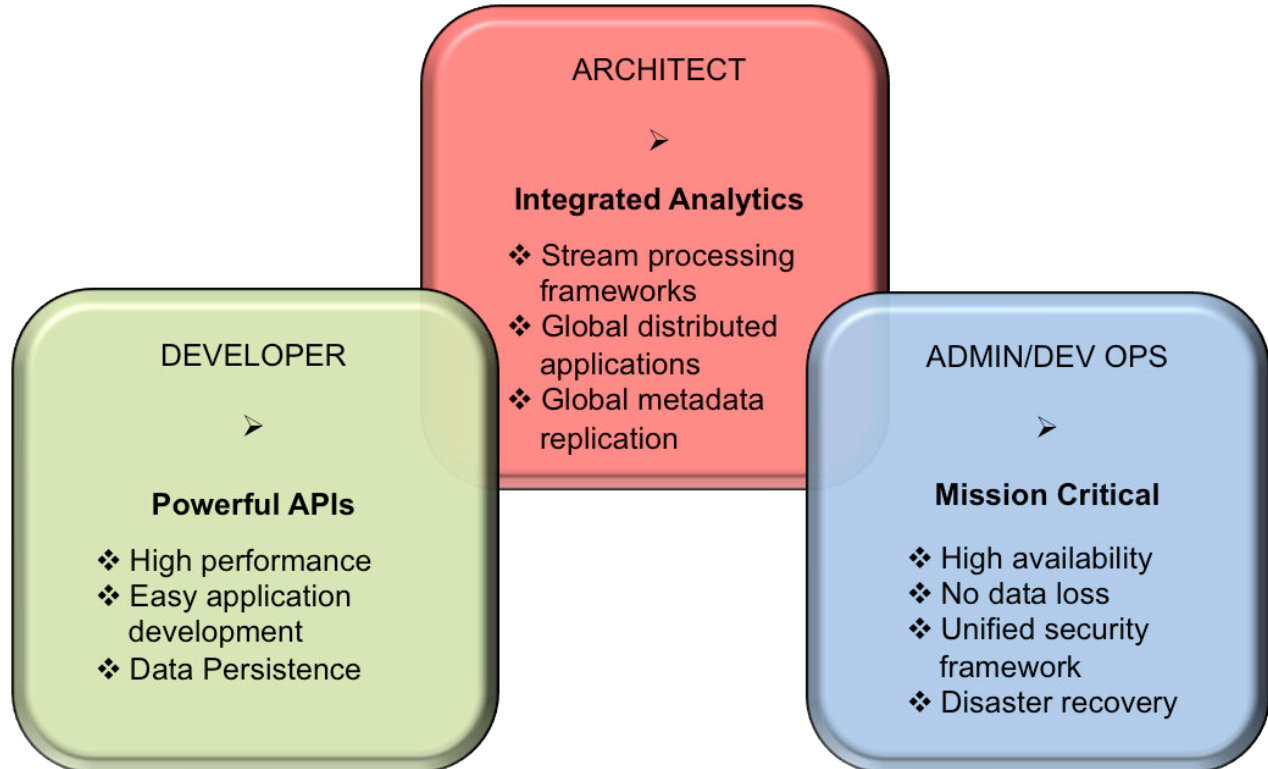 ARCHITECT
➢
Integrated Analytics
❖ Stream processing
frameworks
❖ Global distributed
applications
❖ Global metadata
replication
DEVELOPER
➢
Powerful APIs
❖ High performance
❖ Easy application
development
❖ Data Persistence
ADMIN/DEV OPS
➢
Mission Critical
❖ High availability
❖ No data loss
❖ Unified security
framework
❖ Disaster recovery